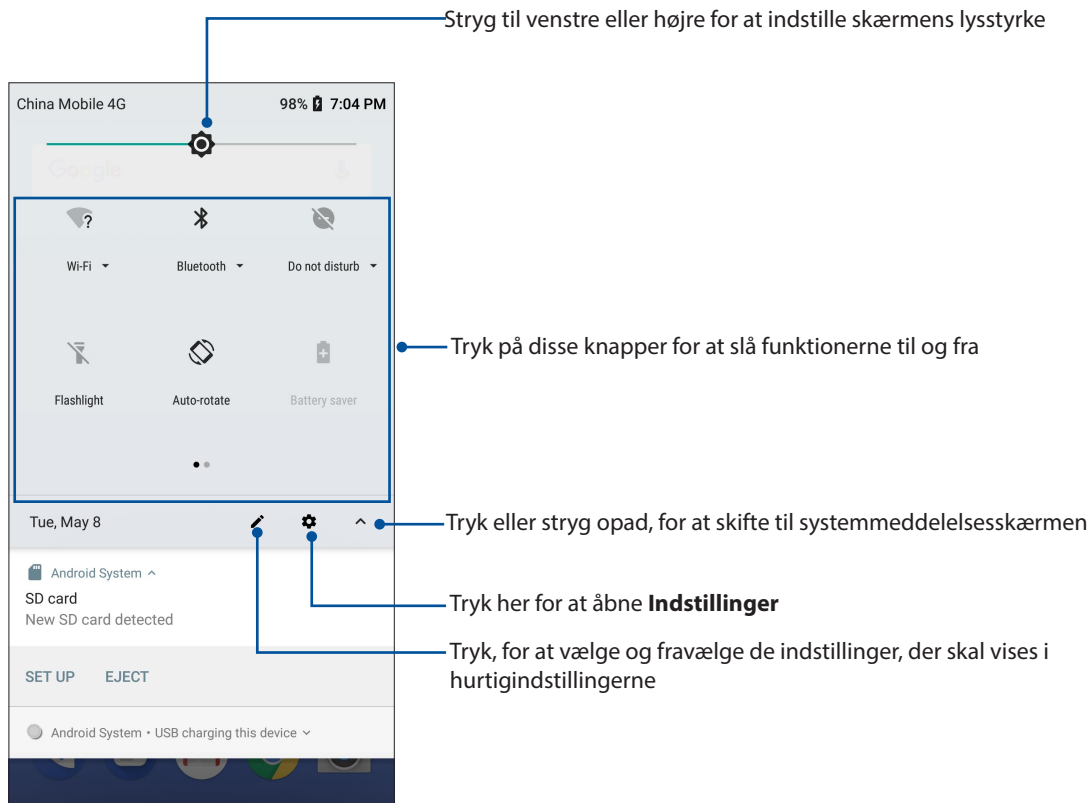 Stryg til venstre eller højre for at indstille skærmens lysstyrke
China Mobile 4G 98% 7:04 PM
Google
?
Wi-Fi Bluetooth Do not disturb
Tryk på disse knapper for at slå funktionerne til og fra
Flashlight Auto-rotate Battery saver
Tue, May 8
Tryk eller stryg opad, for at skifte til systemmeddelelsesskærmen
Android System
SD card
New SD card detected
Tryk her for at åbne Indstillinger
Tryk, for at vælge og fravælge de indstillinger, der skal vises i
hurtigindstillingerne
SET UP EJECT
Android System • USB charging this device